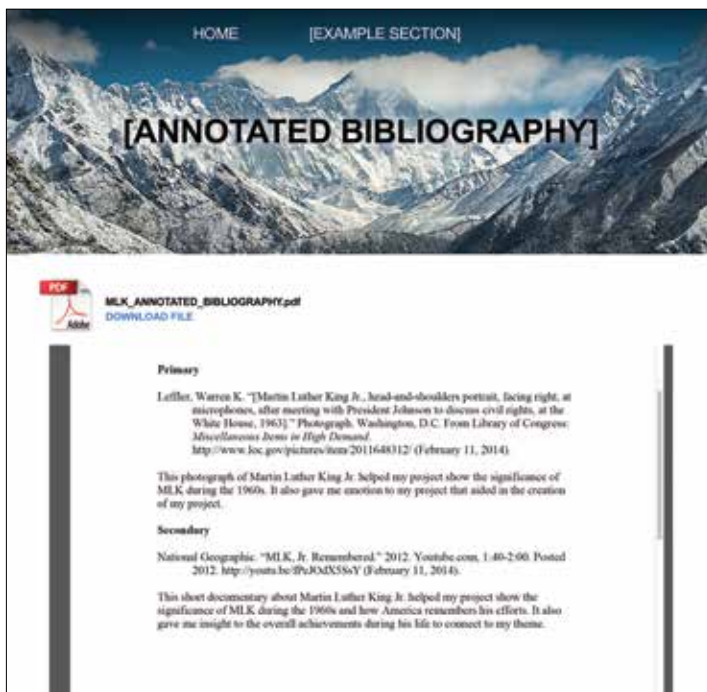 HOME [EXAMPLE SECTION]
[ANNOTATED BIBLIOGRAPHY]
PDF
Adobe
MLK_ANNOTATED_BIBLIOGRAPHY.pdf
DOWNLOAD FILE
Primary
Leffler, Warren K. “[Martin Luther King Jr., head-and-shoulders portrait, facing right, at
microphones, after meeting with President Johnson to discuss civil rights, at the
White House, 1963].” Photograph. Washington, D.C. From Library of Congress:
Miscellaneous Items in High Demand.
http://www.loc.gov/pictures/item/2011648312/ (February 11, 2014).
This photograph of Martin Luther King Jr. helped my project show the significance of
MLK during the 1960s. It also gave me emotion to my project that aided in the creation
of my project.
Secondary
National Geographic. “MLK, Jr. Remembered.” 2012. Youtube.com, 1:40-2:00. Posted
2012. (February 11, 2014).
This short documentary about Martin Luther King Jr. helped my project show the
significance of MLK during the 1960s and how America remembers his efforts. It also
gave me insight to the overall achievements during his life to connect to my theme.